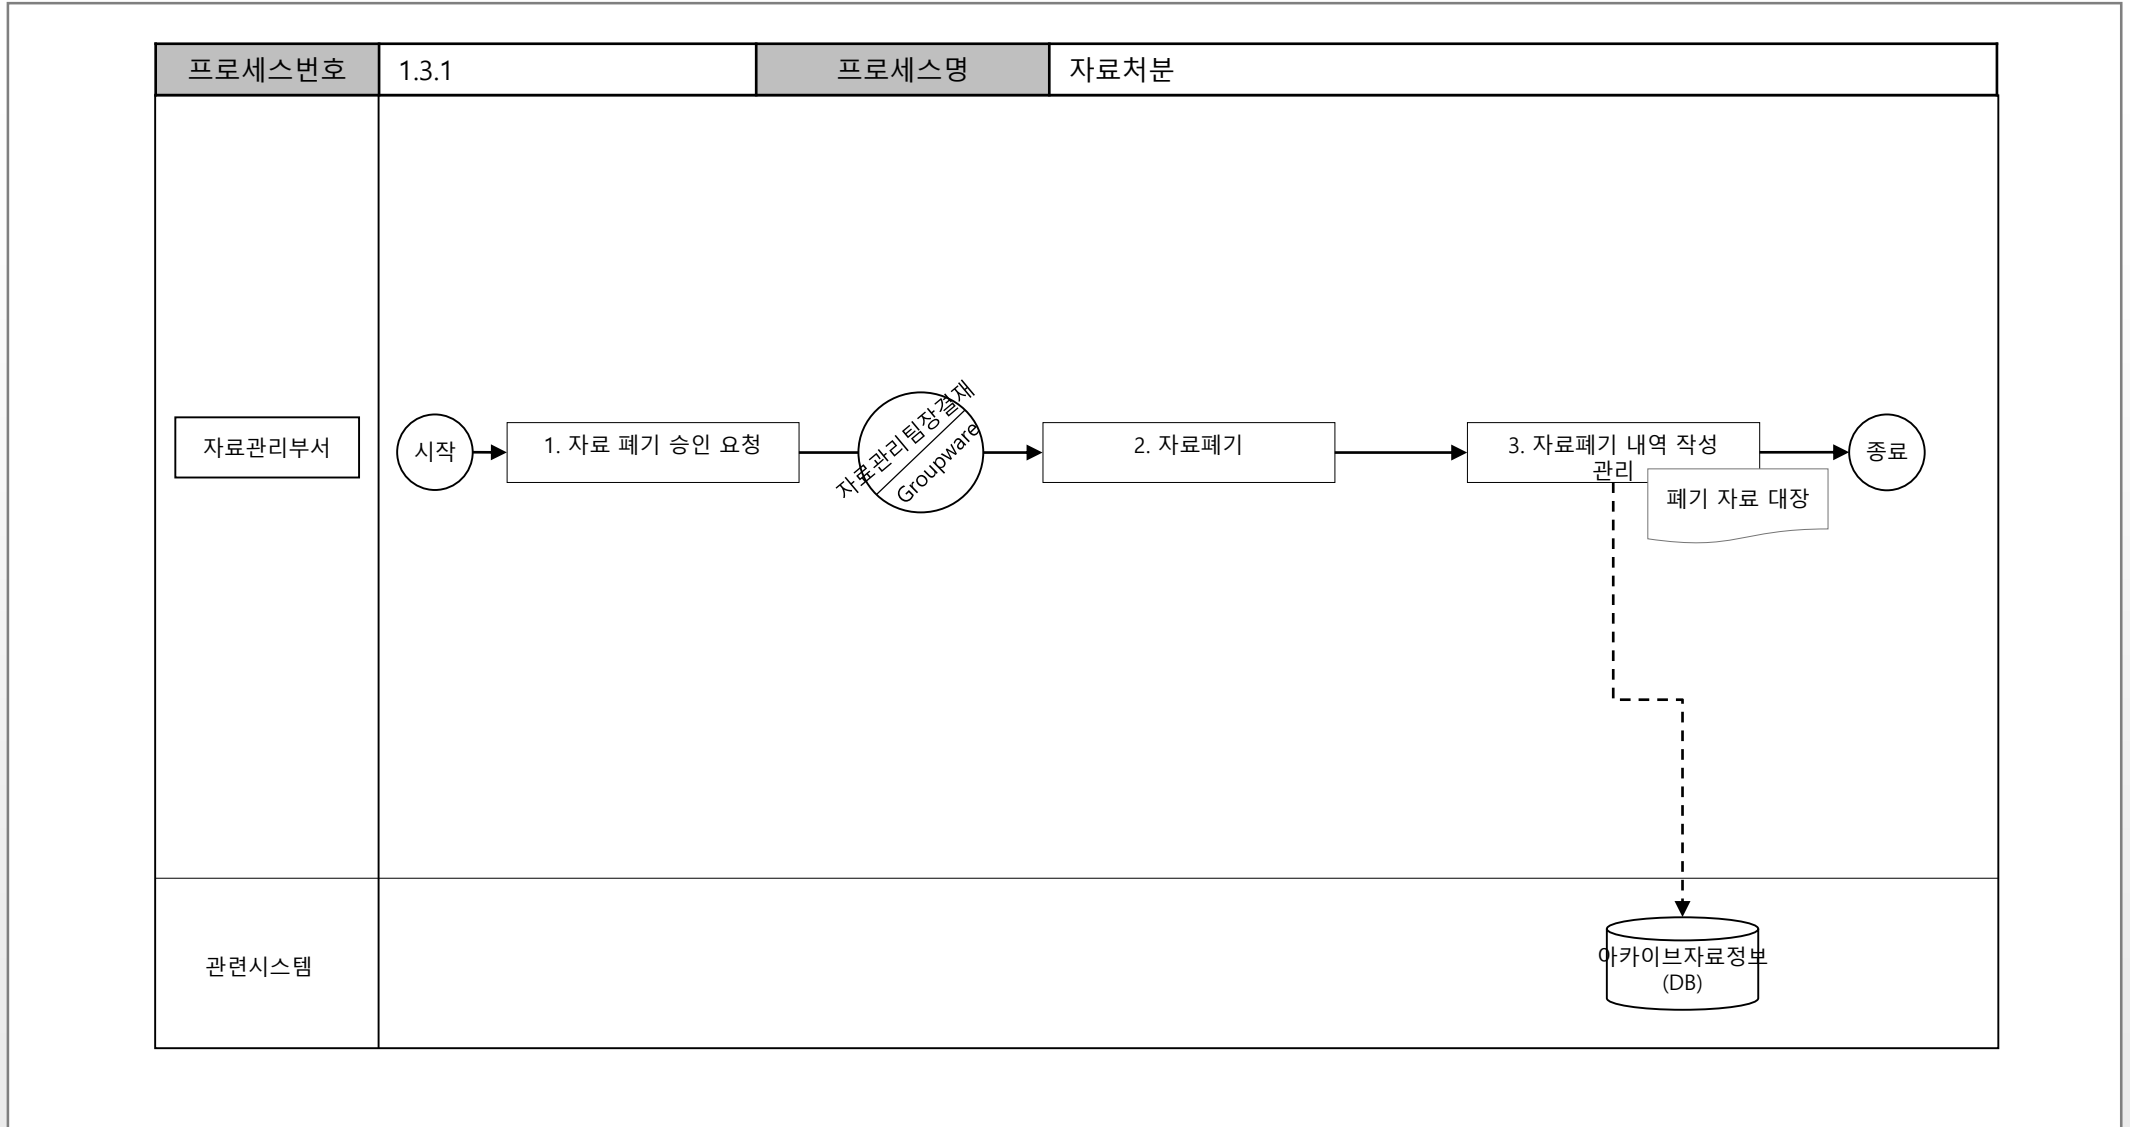 프로세스번호
1.3.1
프로세스명
자료처분
자료관리부서
시작
1. 자료 폐기 승인 요청
자료관리팀장결재
Groupware
2. 자료폐기
3. 자료폐기 내역 작성
관리
폐기 자료 대장
종료
관련시스템
아카이브자료정보
(DB)